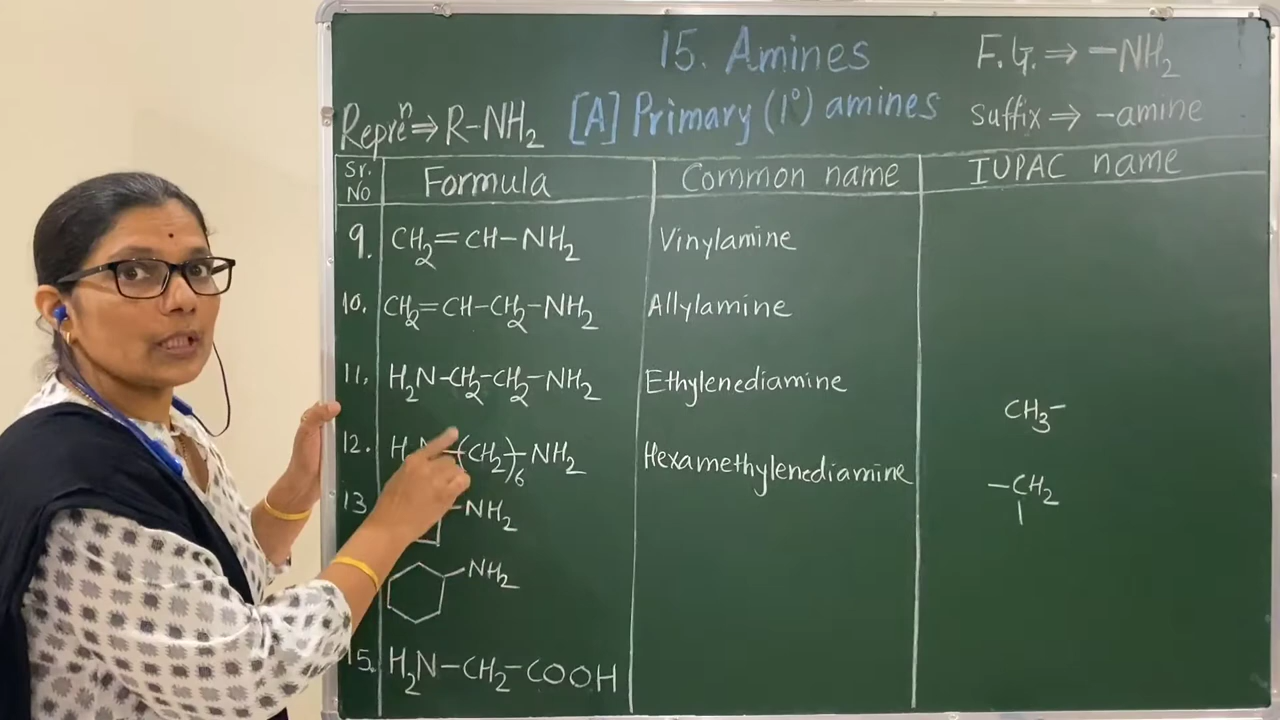 15. Amines
F.G. ⇒ –NH₂
Repreⁿ ⇒ R–NH₂
[A] Primary (1°) amines
Suffix ⇒ –amine
Sr. NO
Formula
Common name
IUPAC name
9. CH₂=CH–NH₂ Vinylamine
10. CH₂=CH–CH₂–NH₂ Allylamine
11. H₂N–CH₂–CH₂–NH₂ Ethylenediamine
CH₃–
12. H N–(CH₂)₆–NH₂ Hexamethylenediamine
–CH₂
13 –NH₂
NH₂
15. H₂N–CH₂–COOH